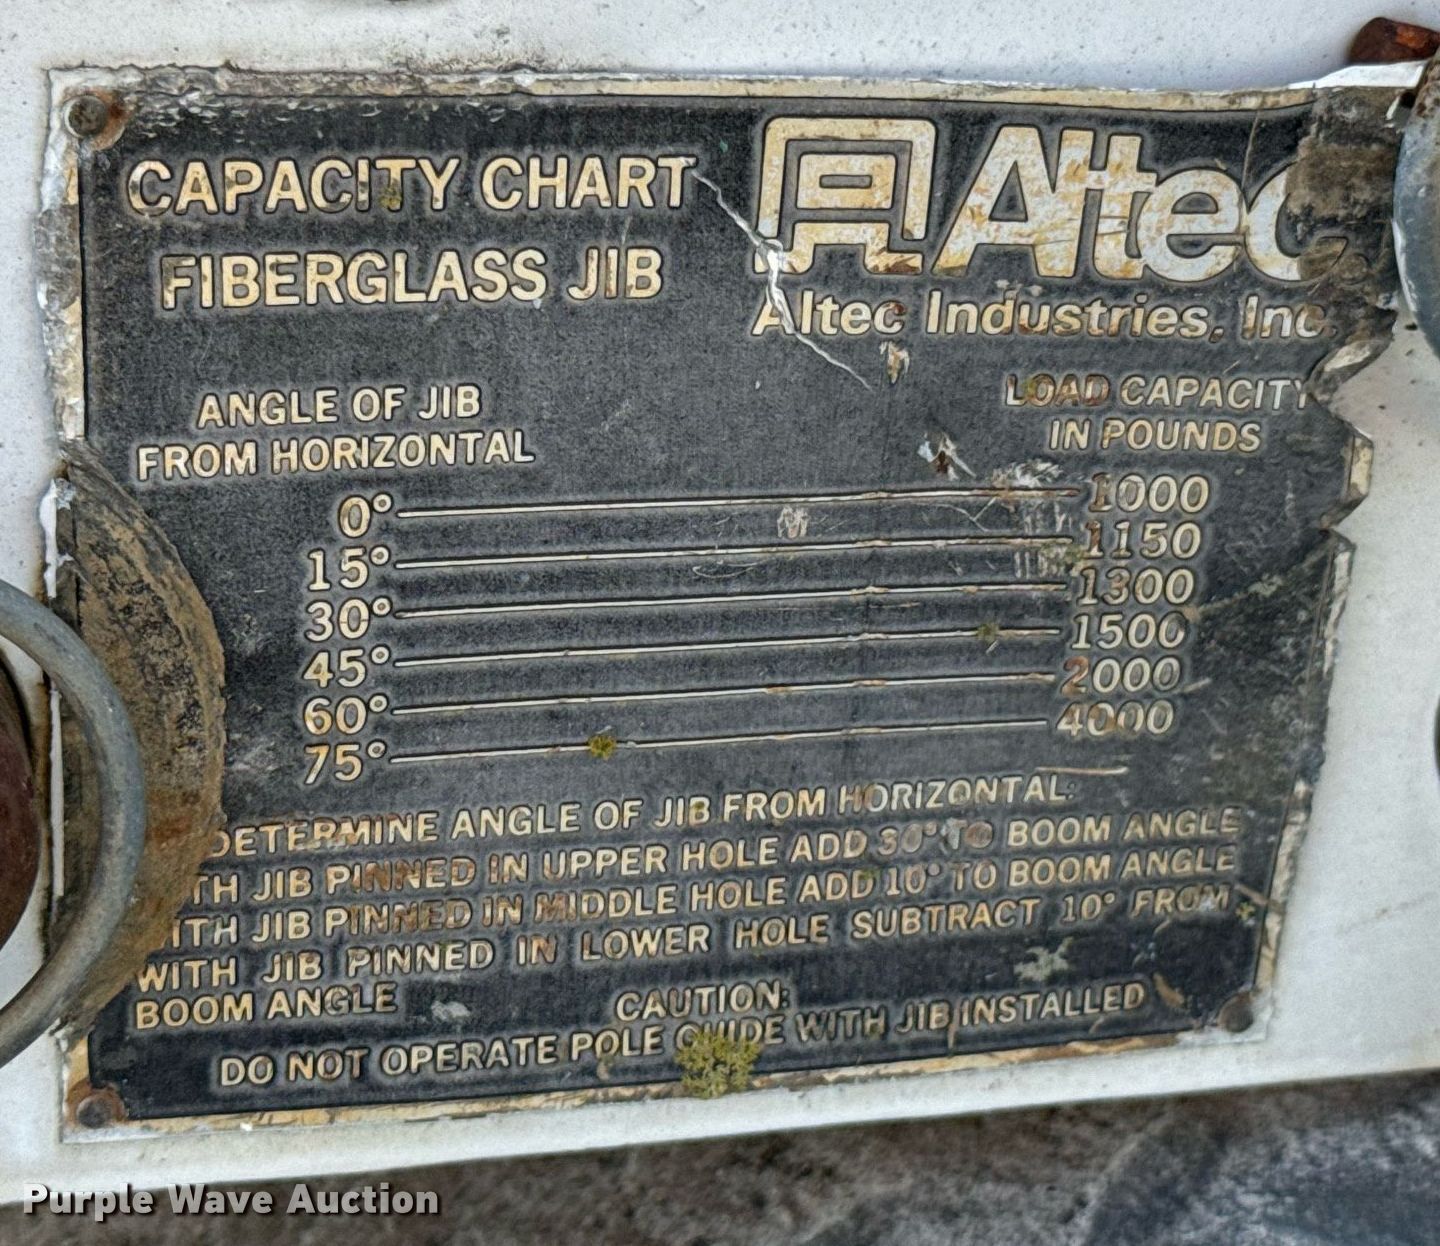 CAPACITY CHART
FIBERGLASS JIB
Altec
Altec Industries, Inc.
ANGLE OF JIB
FROM HORIZONTAL
LOAD CAPACITY
IN POUNDS
0° 1000
15° 1150
30° 1300
45° 1500
60° 2000
75° 4000
DETERMINE ANGLE OF JIB FROM HORIZONTAL:
TH JIB PINNED IN UPPER HOLE ADD 30° TO BOOM ANGLE
ITH JIB PINNED IN MIDDLE HOLE ADD 10° TO BOOM ANGLE
WITH JIB PINNED IN LOWER HOLE SUBTRACT 10° FROM
BOOM ANGLE
CAUTION:
DO NOT OPERATE POLE GUIDE WITH JIB INSTALLED
Purple Wave Auction